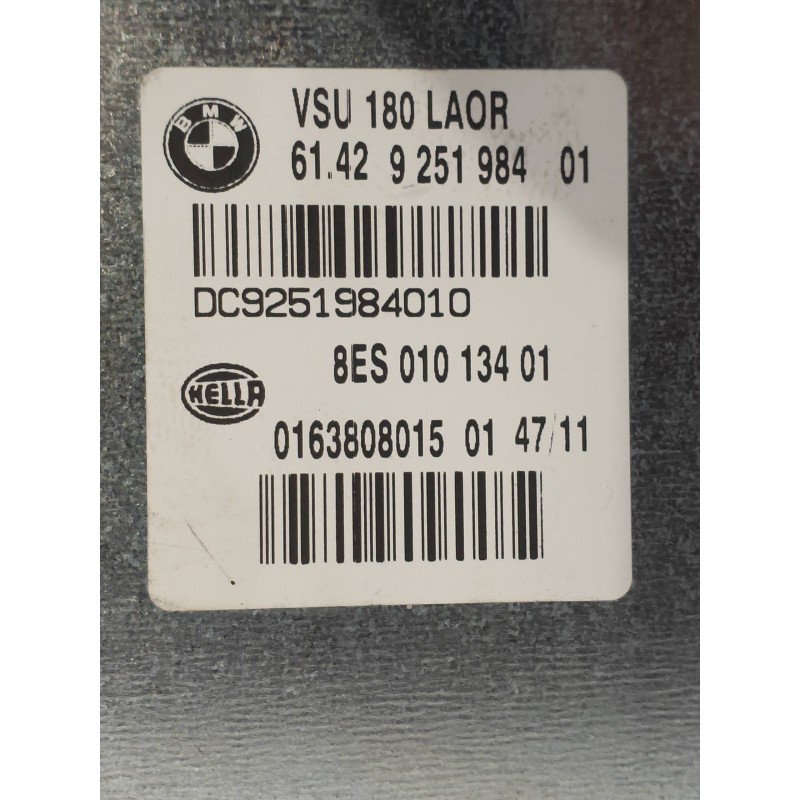 BMW
VSU 180 LAOR
61.42 9 251 984 01
DC9251984010
8ES 010 134 01
HELLA
0163808015 01 47/11